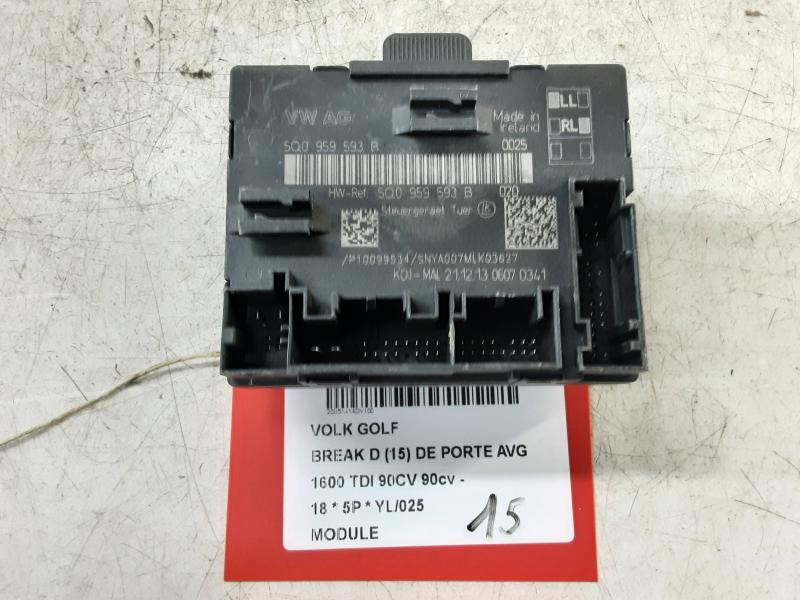 VW AG
Made in
Ireland
LL
RL
5Q0 959 593 B 0025
HW-Ref: 5Q0 959 593 B 020
Steuergeraet Tuer
/P10099534/SNYA007MLK03627
KOJ-MAL 21.12.13 0607 0341
VOLK GOLF
BREAK D (15) DE PORTE AVG
1600 TDI 90CV 90cv -
18 * 5P * YL/025
MODULE
15